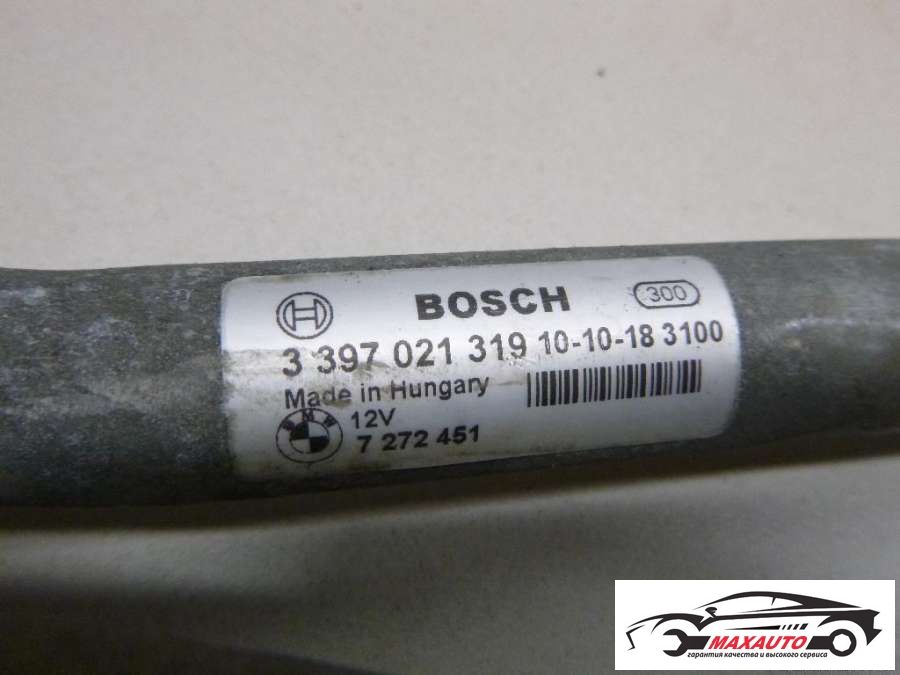 BOSCH 300
3 397 021 319 10-10-18 3100
Made in Hungary
BMW 12V
7 272 451
MAXAUTO
гарантия качества и высокого сервиса